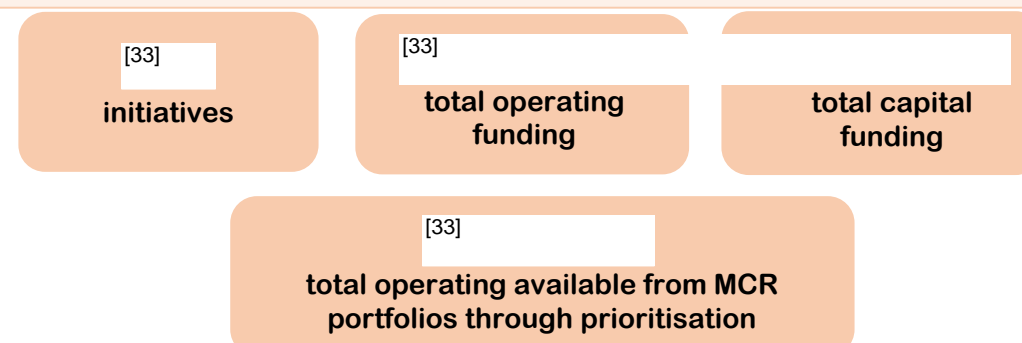 [33]
initiatives
[33]
total operating
funding
total capital
funding
[33]
total operating available from MCR
portfolios through prioritisation